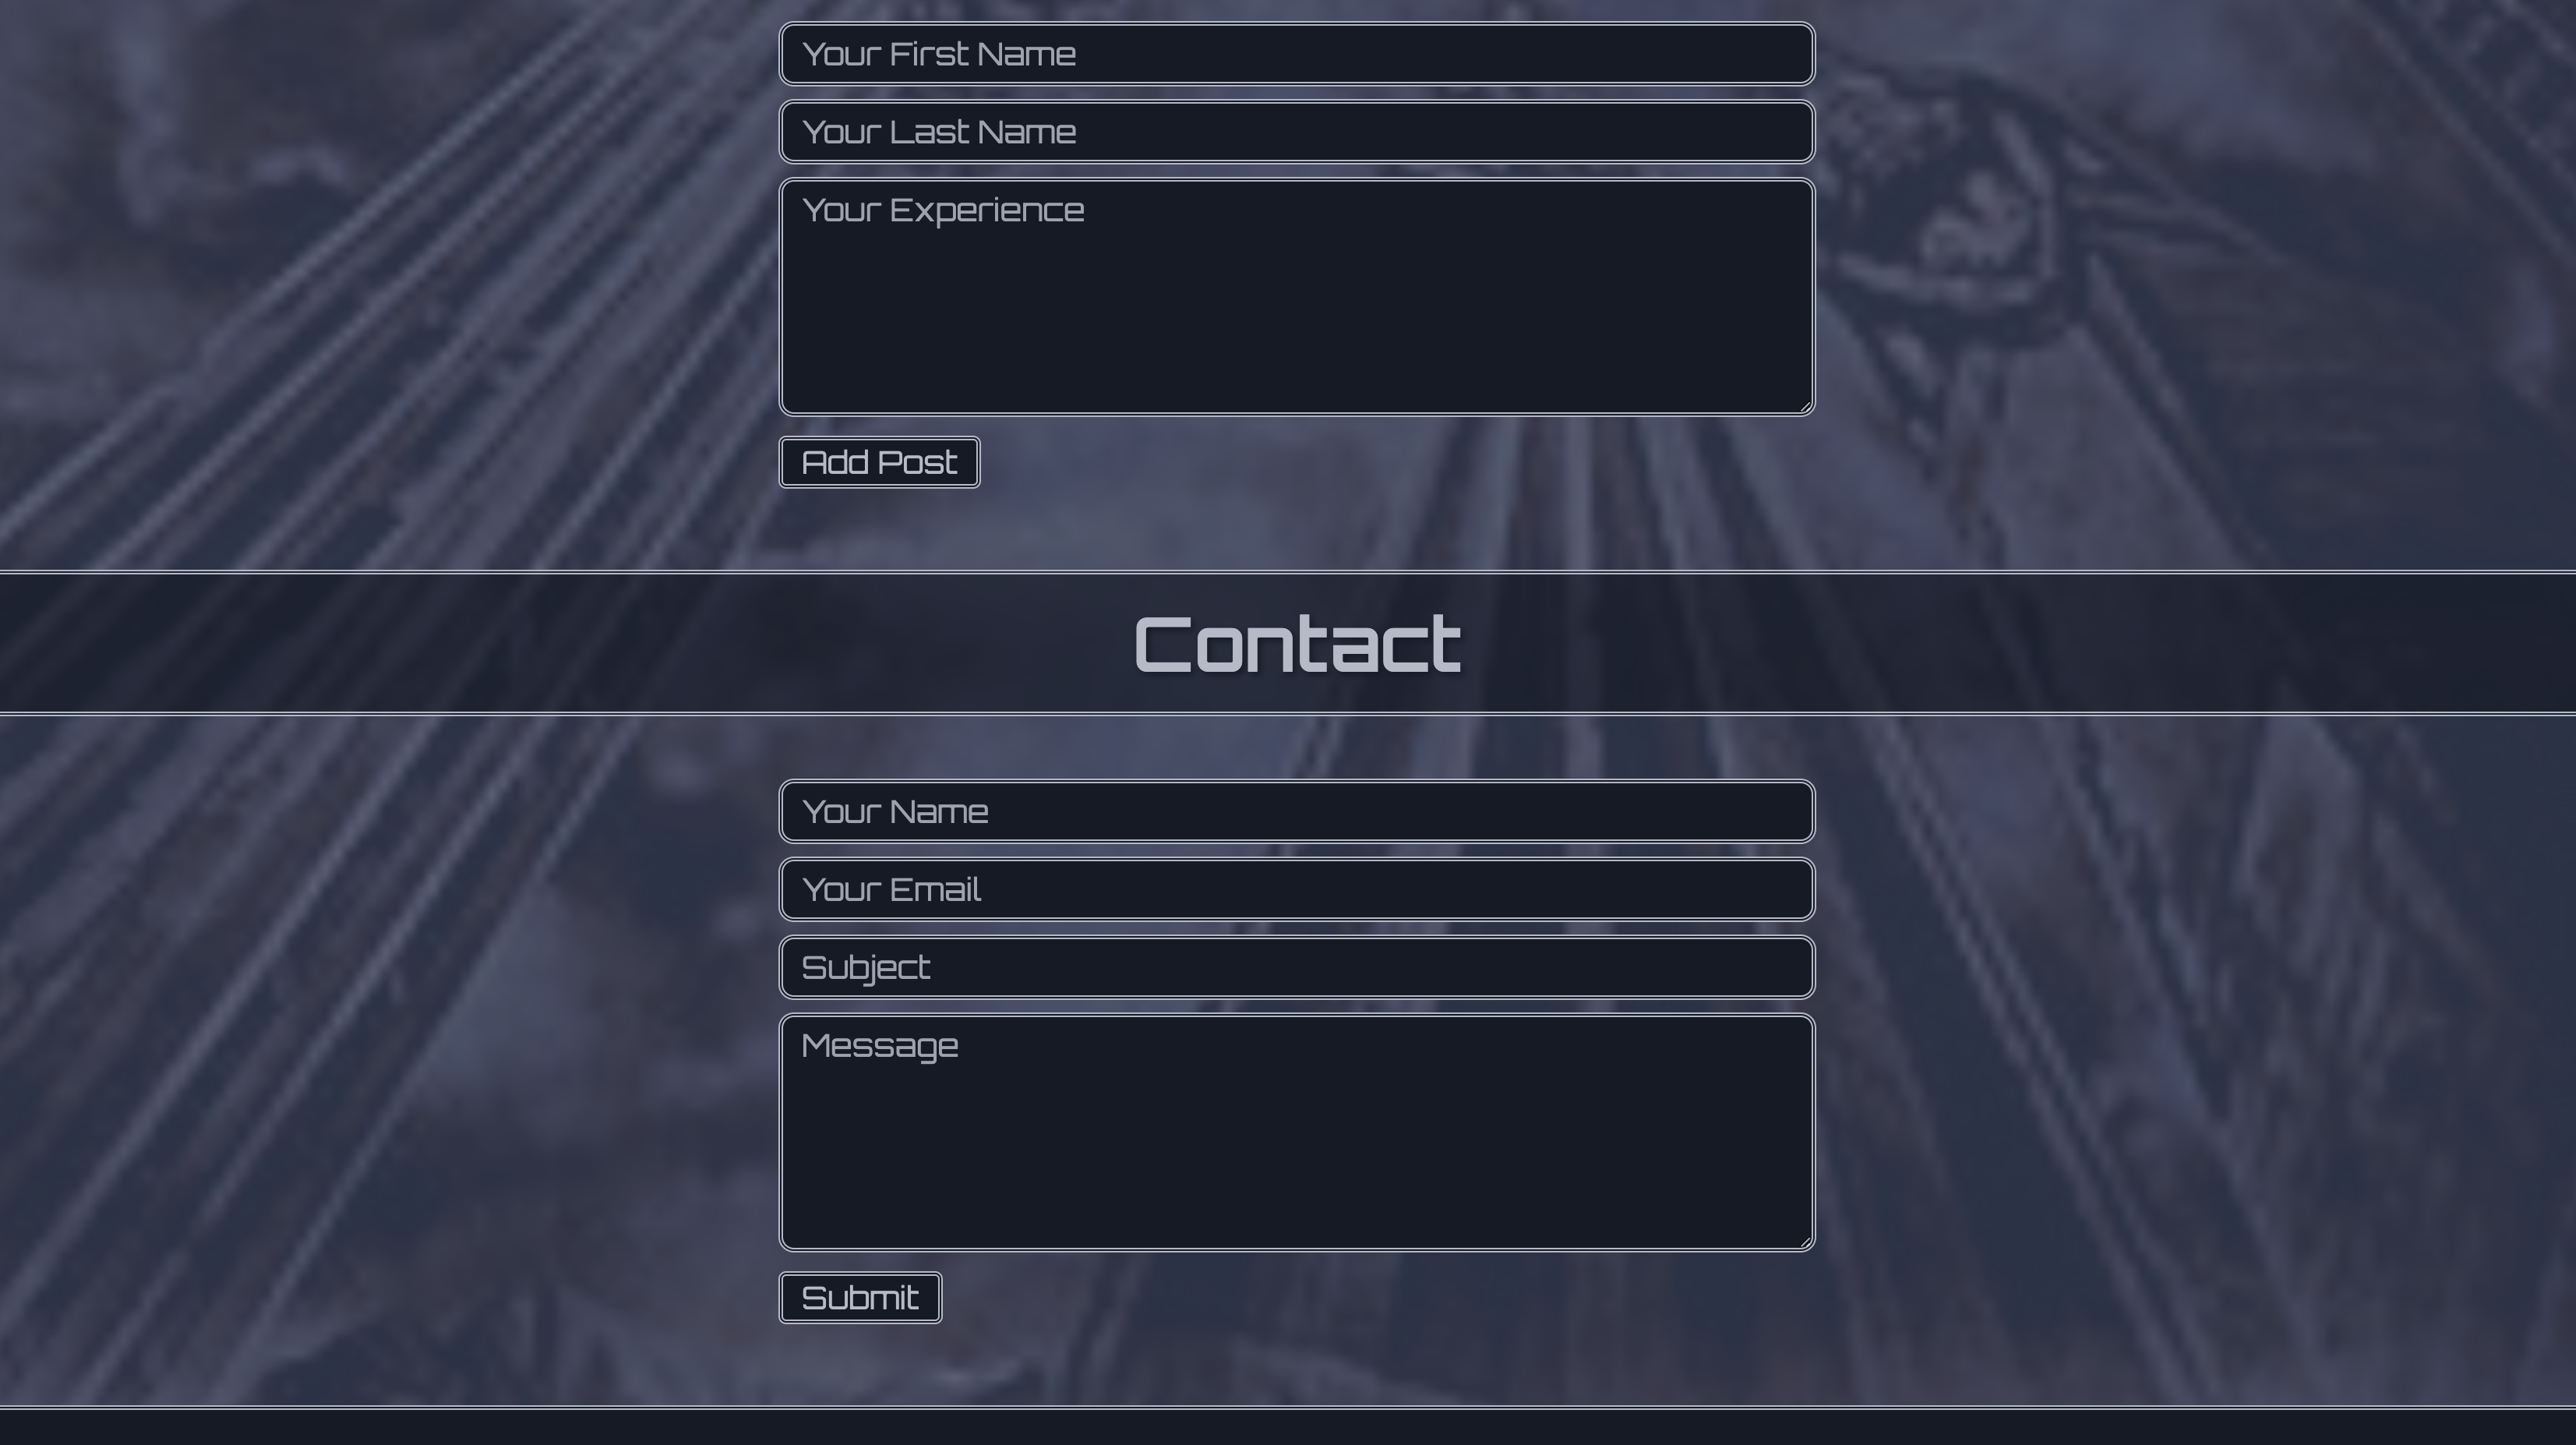 Your First Name
Your Last Name
Your Experience
Add Post
Contact
Your Name
Your Email
Subject
Message
Submit